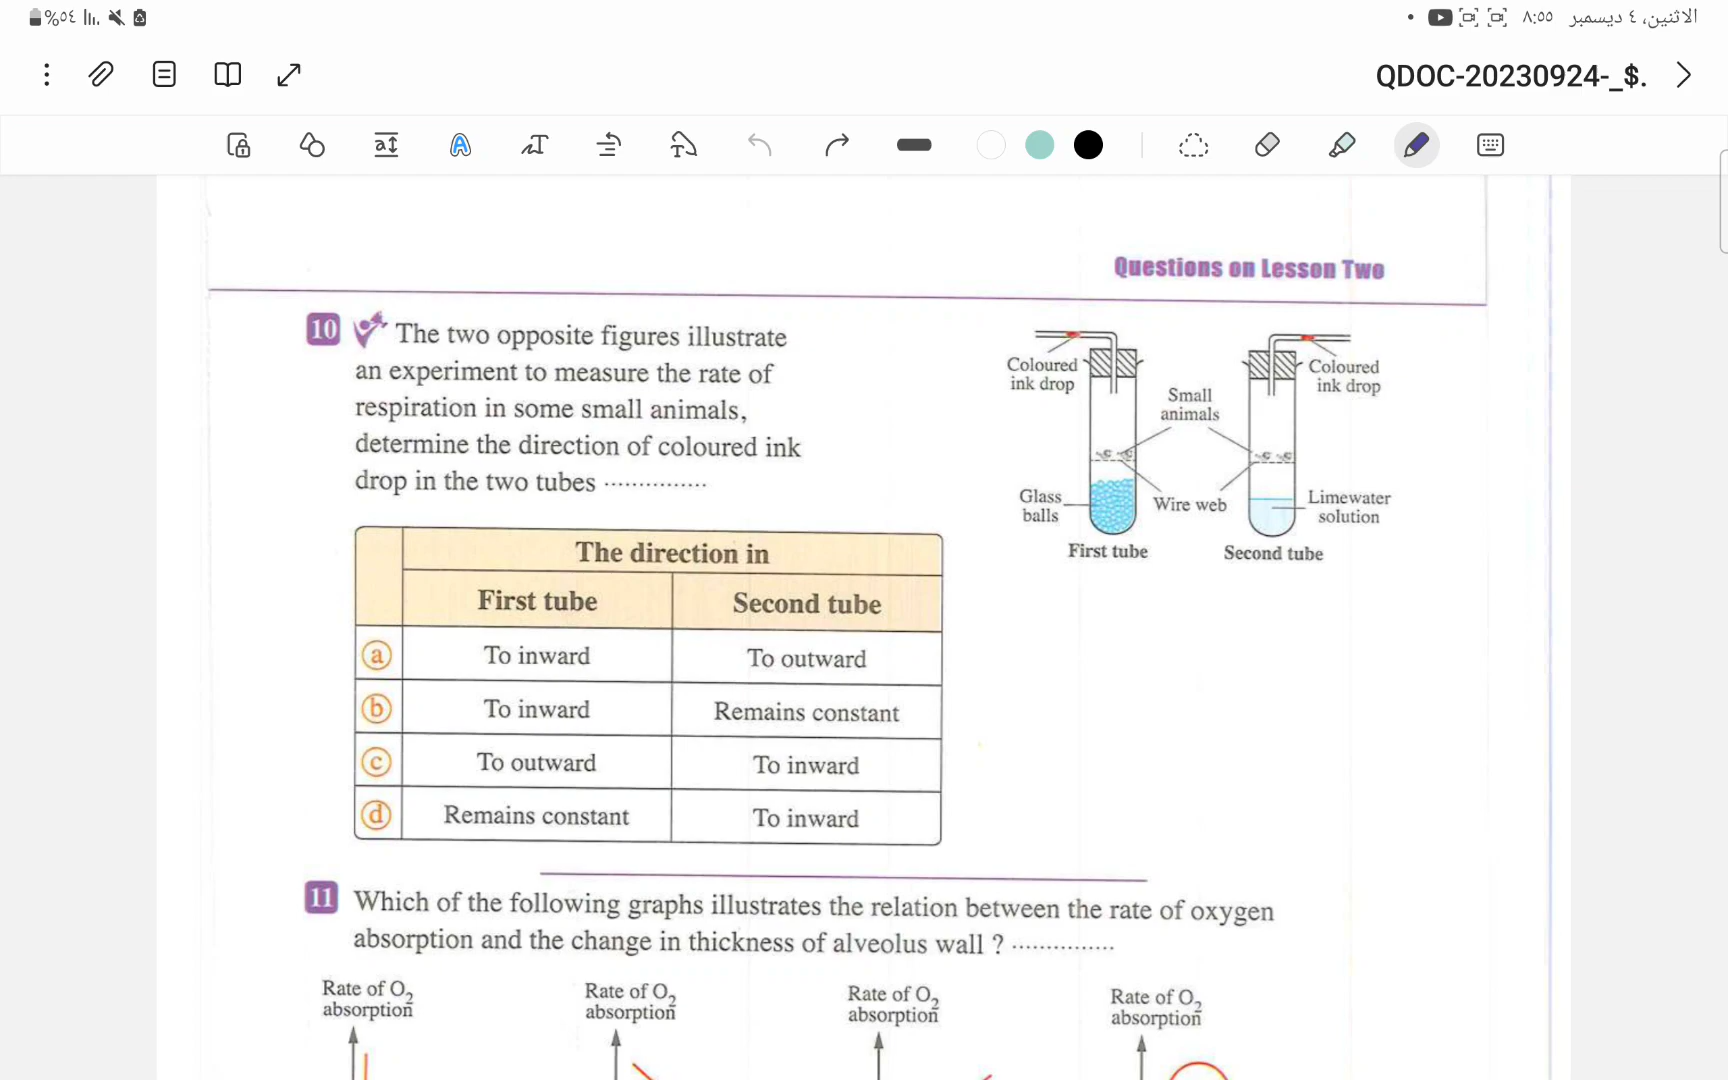 %٥٤
٨:٥٥ الاثنين، ٤ ديسمبر
QDOC-20230924-_$.
Questions on Lesson Two
10 The two opposite figures illustrate
an experiment to measure the rate of
respiration in some small animals,
determine the direction of coloured ink
drop in the two tubes ...............
Coloured
ink drop
Coloured
ink drop
Small
animals
Glass
balls
Wire web
Limewater
solution
First tube
Second tube
The direction in
First tube Second tube
a To inward To outward
b To inward Remains constant
c To outward To inward
d Remains constant To inward
11 Which of the following graphs illustrates the relation between the rate of oxygen
absorption and the change in thickness of alveolus wall ? ...............
Rate of O2
absorption
Rate of O2
absorption
Rate of O2
absorption
Rate of O2
absorption